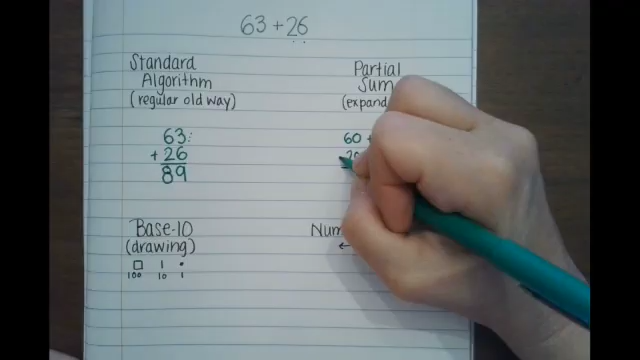 63 + 26
Standard
Algorithm
(regular old way)
63
+ 26
89
Partial
Sum
(expand
60 +
Base-10
(drawing)
100 10 1